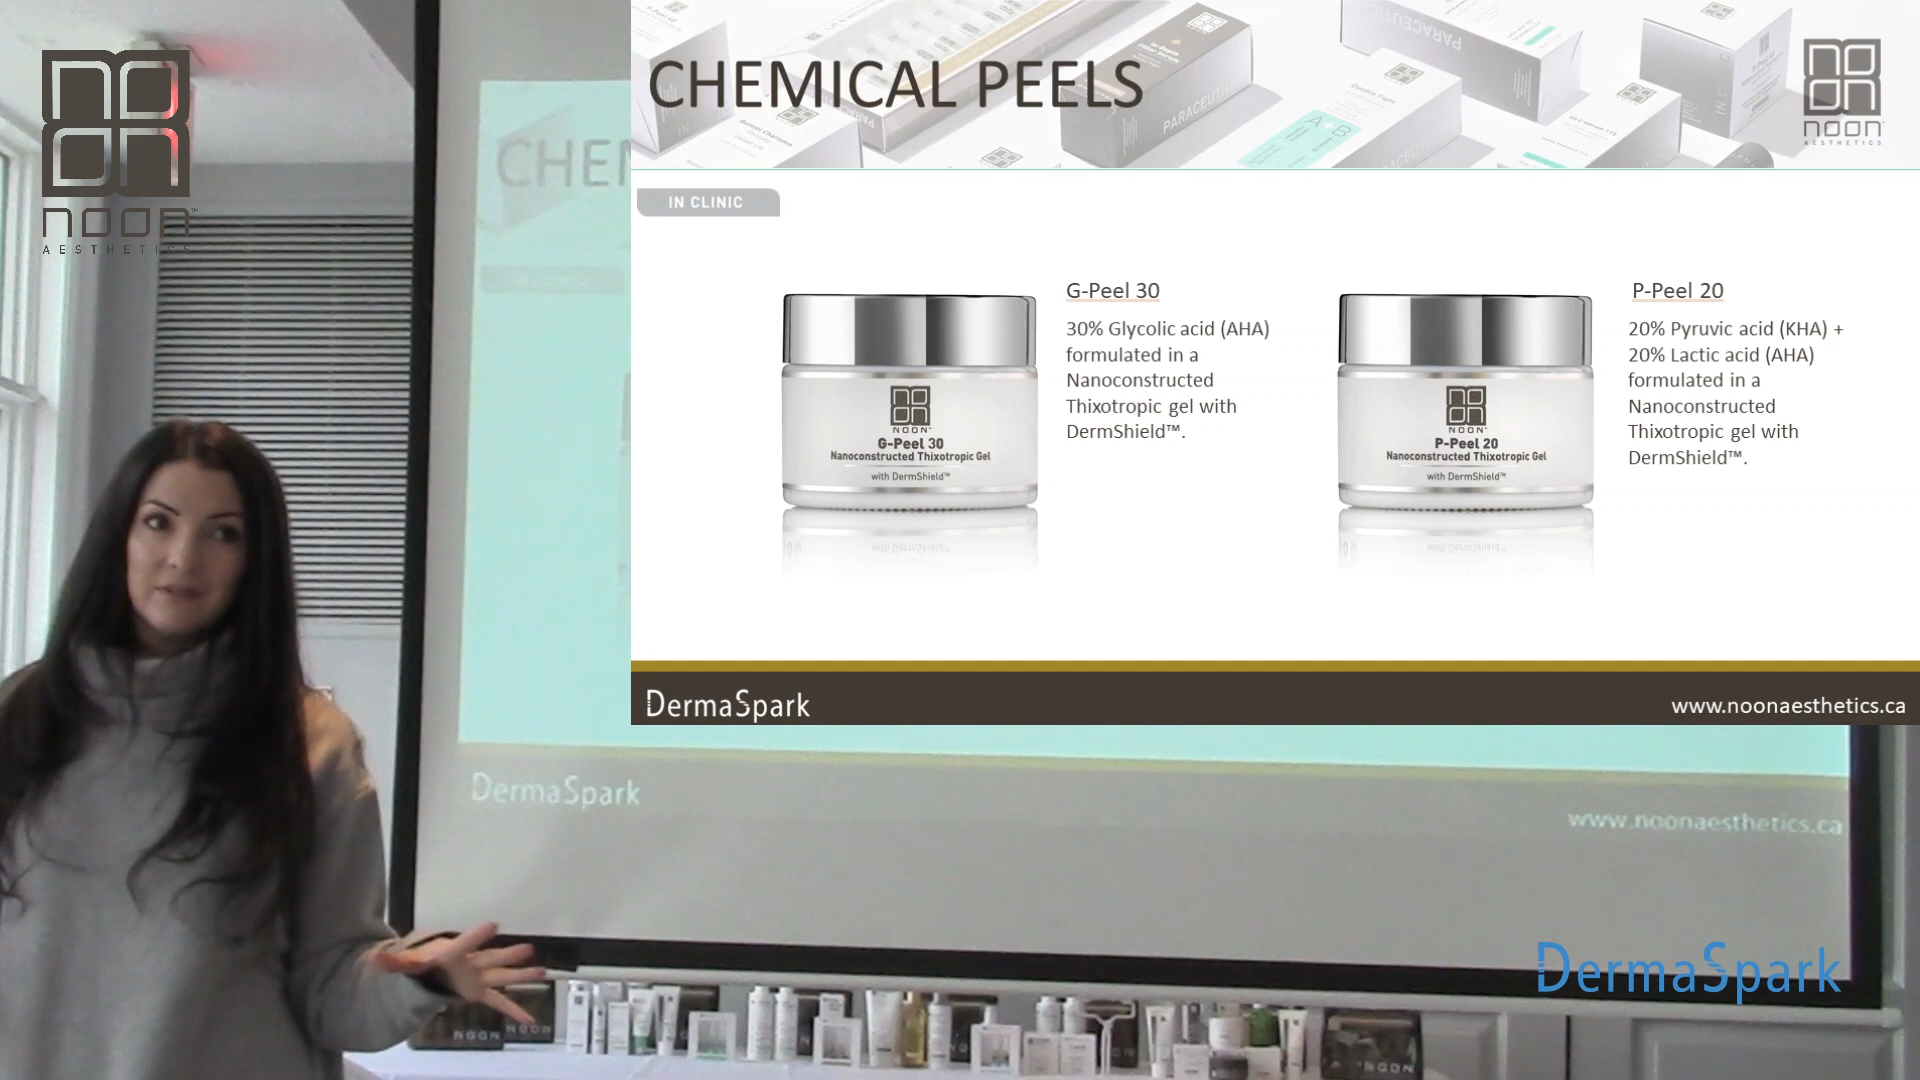 noon
AESTHETICS
CHEMICAL PEELS
noon
AESTHETICS
IN CLINIC
G-Peel 30
30% Glycolic acid (AHA)
formulated in a
Nanoconstructed
Thixotropic gel with
DermShield™.
P-Peel 20
20% Pyruvic acid (KHA) +
20% Lactic acid (AHA)
formulated in a
Nanoconstructed
Thixotropic gel with
DermShield™.
NOON
G-Peel 30
Nanoconstructed Thixotropic Gel
with DermShield™
NOON
P-Peel 20
Nanoconstructed Thixotropic Gel
with DermShield™
DermaSpark
www.noonaesthetics.ca
CHE
DermaSpark
www.noonaesthetics.ca
DermaSpark
NOON
NOON
NOON